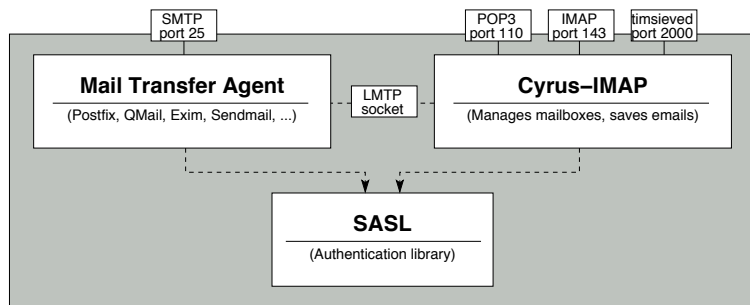 SMTP
port 25
POP3
port 110
IMAP
port 143
timsieved
port 2000
Mail Transfer Agent
(Postfix, QMail, Exim, Sendmail, ...)
LMTP
socket
Cyrus–IMAP
(Manages mailboxes, saves emails)
SASL
(Authentication library)